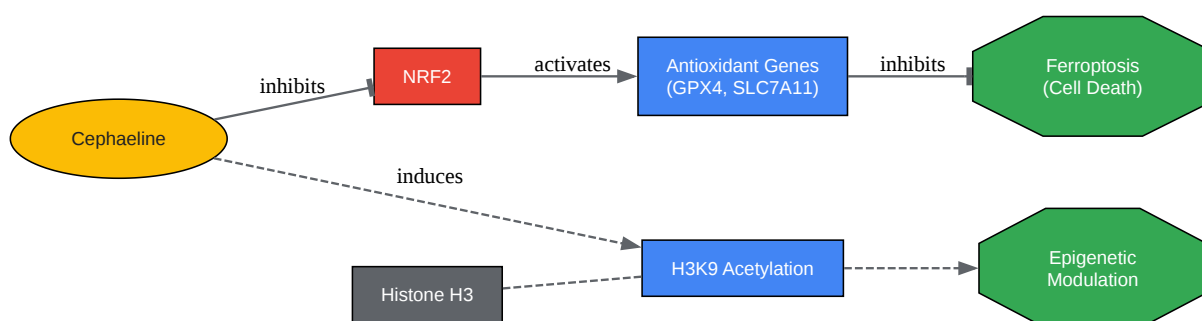 inhibits
NRF2
activates
Antioxidant Genes
(GPX4, SLC7A11)
inhibits
Ferroptosis
(Cell Death)
Cephaeline
induces
H3K9 Acetylation
Epigenetic
Modulation
Histone H3